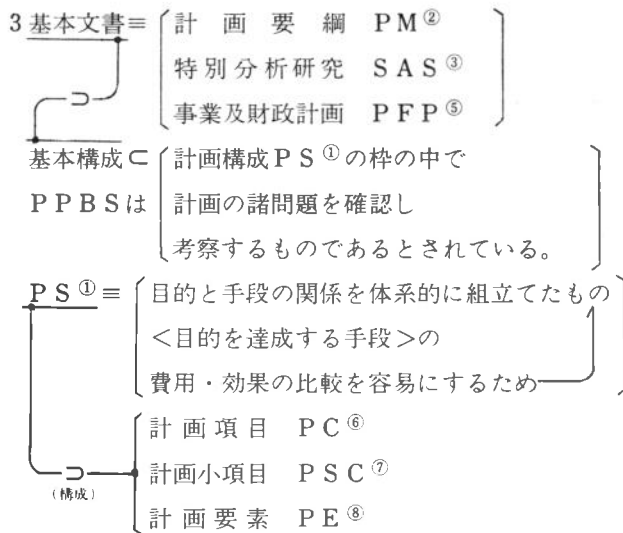 3基本文書≡ 計画要綱 PM②
特別分析研究 SAS③
事業及財政計画 PFP⑤
⊃
基本構成⊂ 計画構成PS①の枠の中で
PPBSは 計画の諸問題を確認し
考察するものであるとされている。
PS①≡ 目的と手段の関係を体系的に組立てたもの
<目的を達成する手段>の
費用・効果の比較を容易にするため
計画項目 PC⑥
⊃ 計画小項目 PSC⑦
(構成)
計画要素 PE⑧